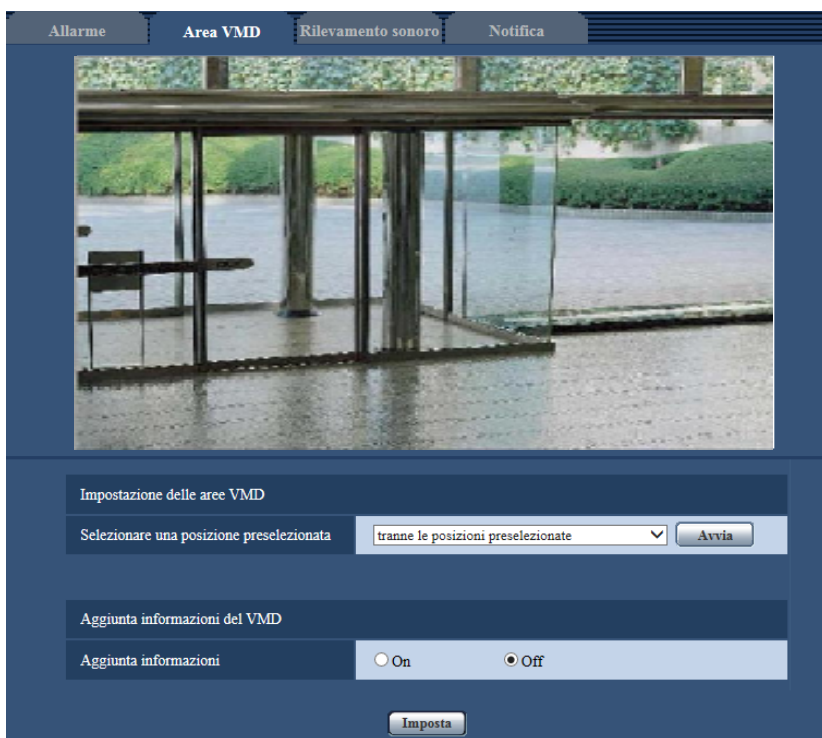 Allarme Area VMD Rilevamento sonoro Notifica
Impostazione delle aree VMD
Selezionare una posizione preselezionata tranne le posizioni preselezionate Avvia
Aggiunta informazioni del VMD
Aggiunta informazioni On Off
Imposta